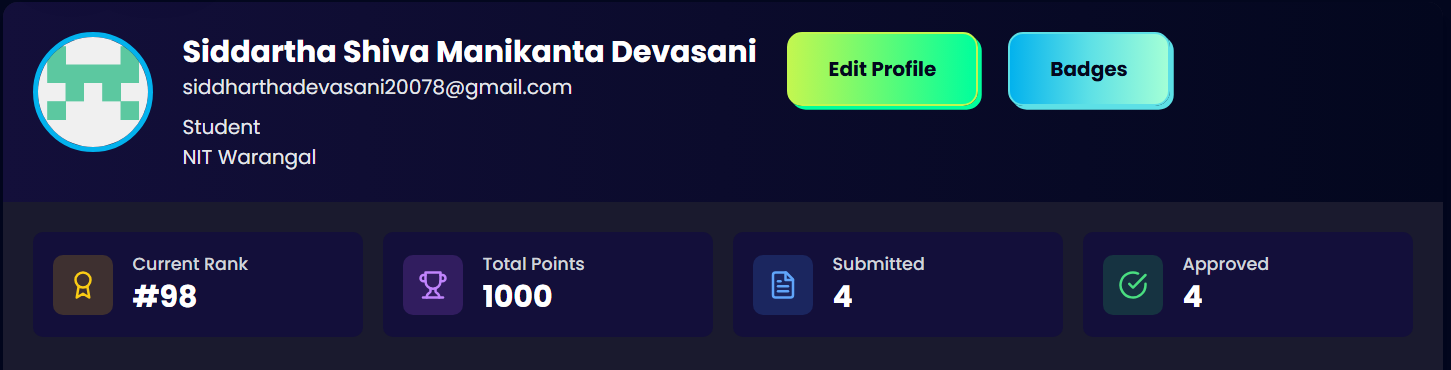 Siddartha Shiva Manikanta Devasani
siddharthadevasani20078@gmail.com
Student
NIT Warangal
Edit Profile
Badges
Current Rank
#98
Total Points
1000
Submitted
4
Approved
4